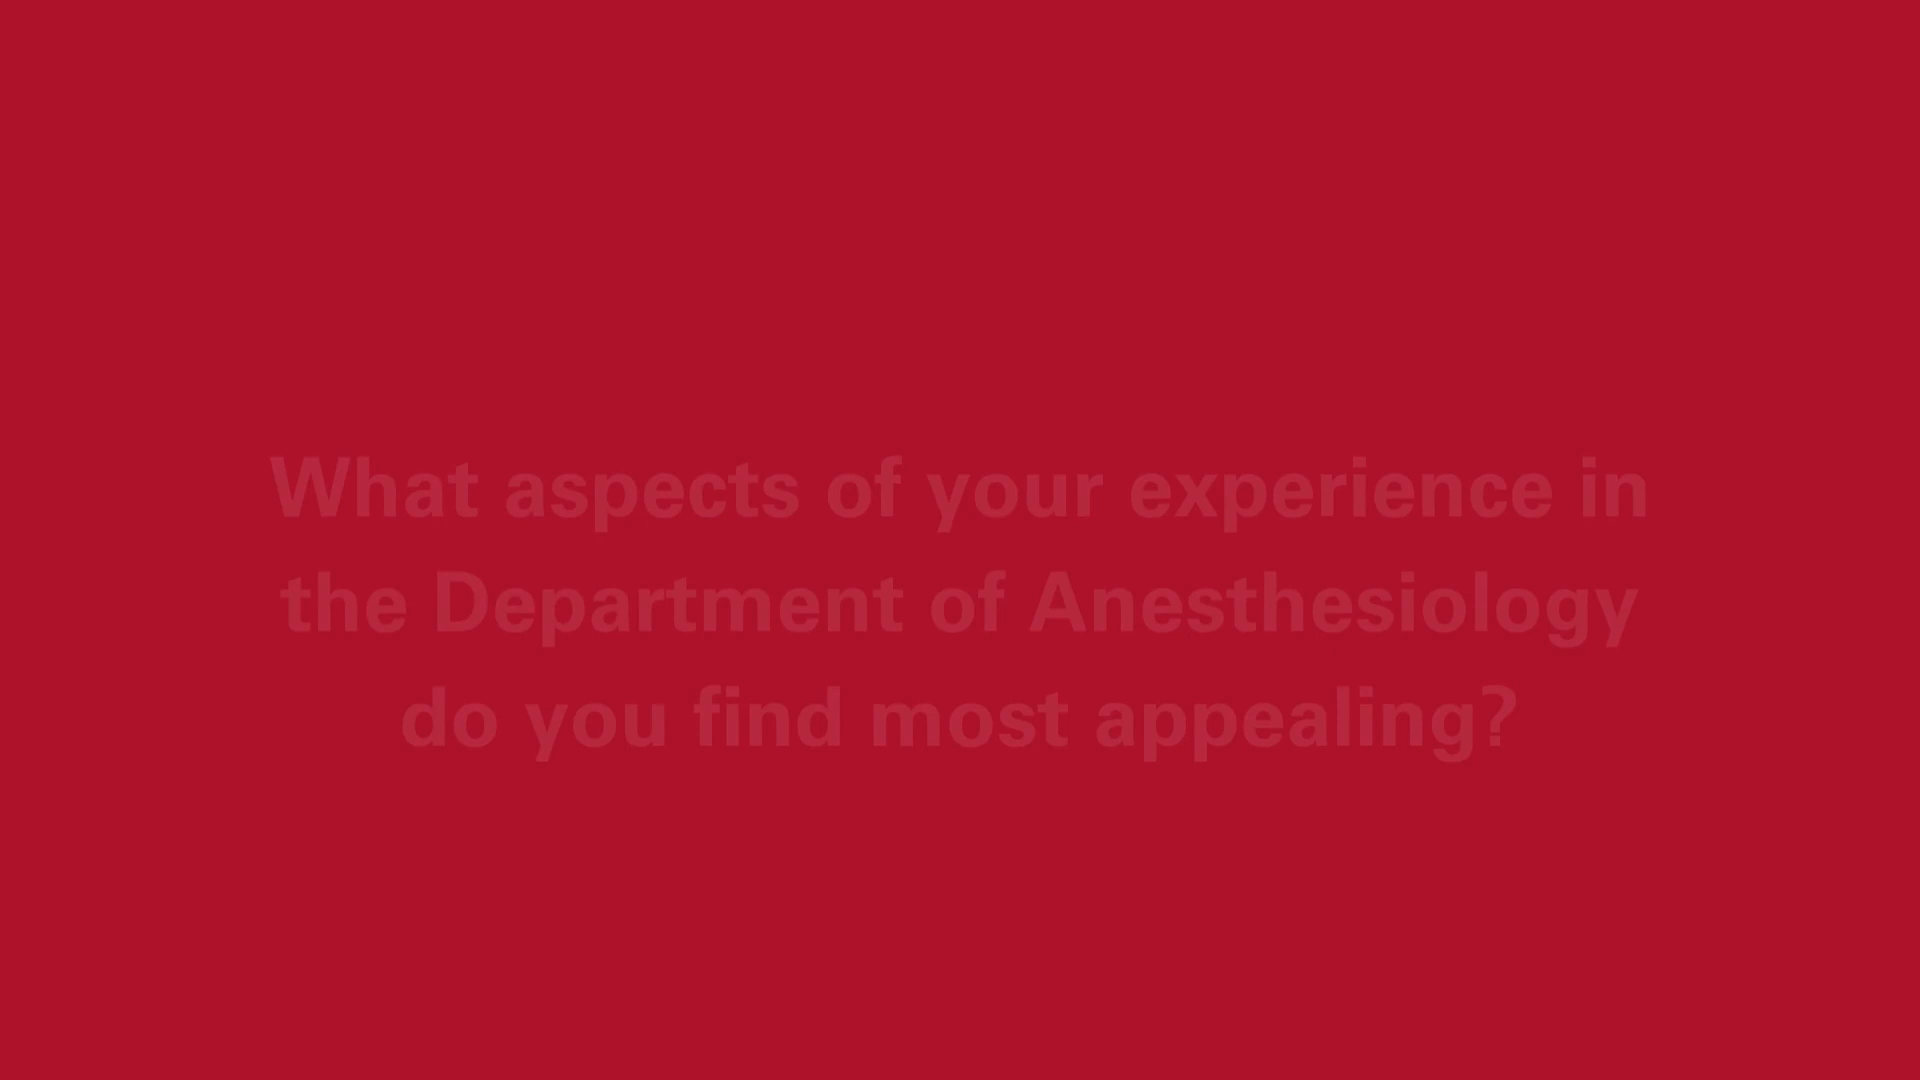 What aspects of your experience in
the Department of Anesthesiology
do you find most appealing?